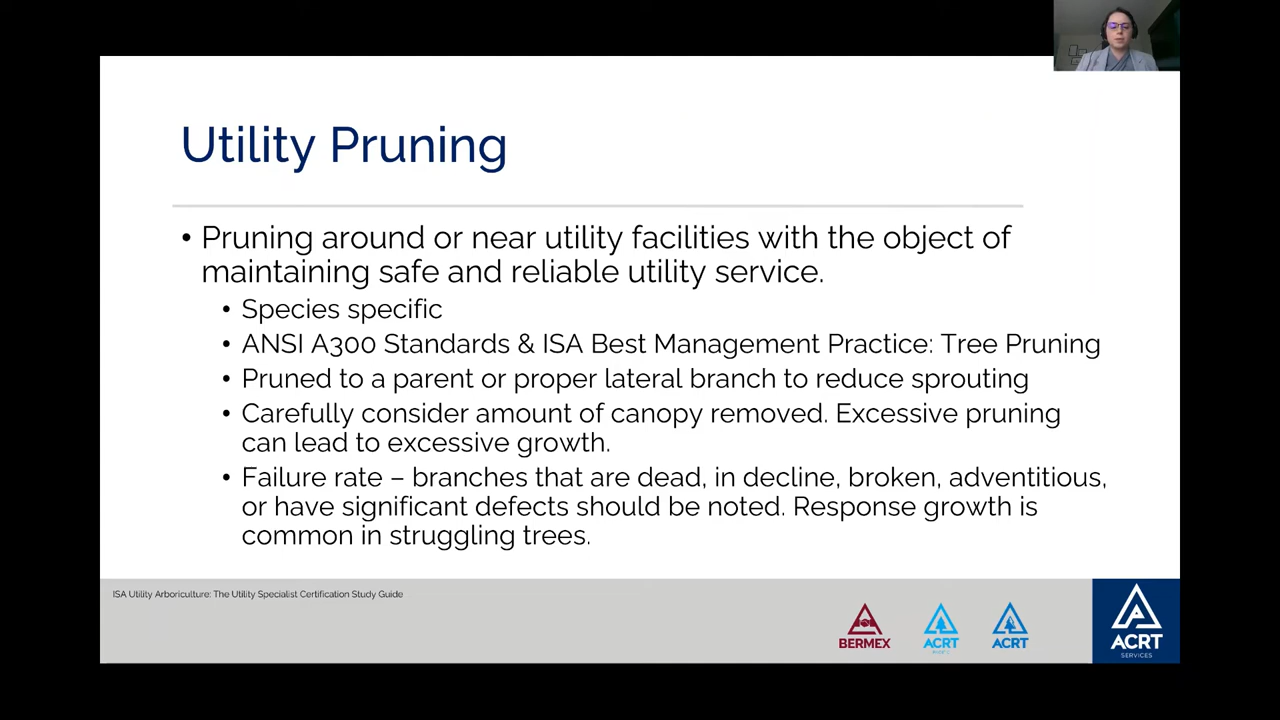 Utility Pruning
• Pruning around or near utility facilities with the object of
maintaining safe and reliable utility service.
• Species specific
• ANSI A300 Standards & ISA Best Management Practice: Tree Pruning
• Pruned to a parent or proper lateral branch to reduce sprouting
• Carefully consider amount of canopy removed. Excessive pruning
can lead to excessive growth.
• Failure rate – branches that are dead, in decline, broken, adventitious,
or have significant defects should be noted. Response growth is
common in struggling trees.
ISA Utility Arboriculture: The Utility Specialist Certification Study Guide
BERMEX
ACRT
ACRT
ACRT
SERVICES